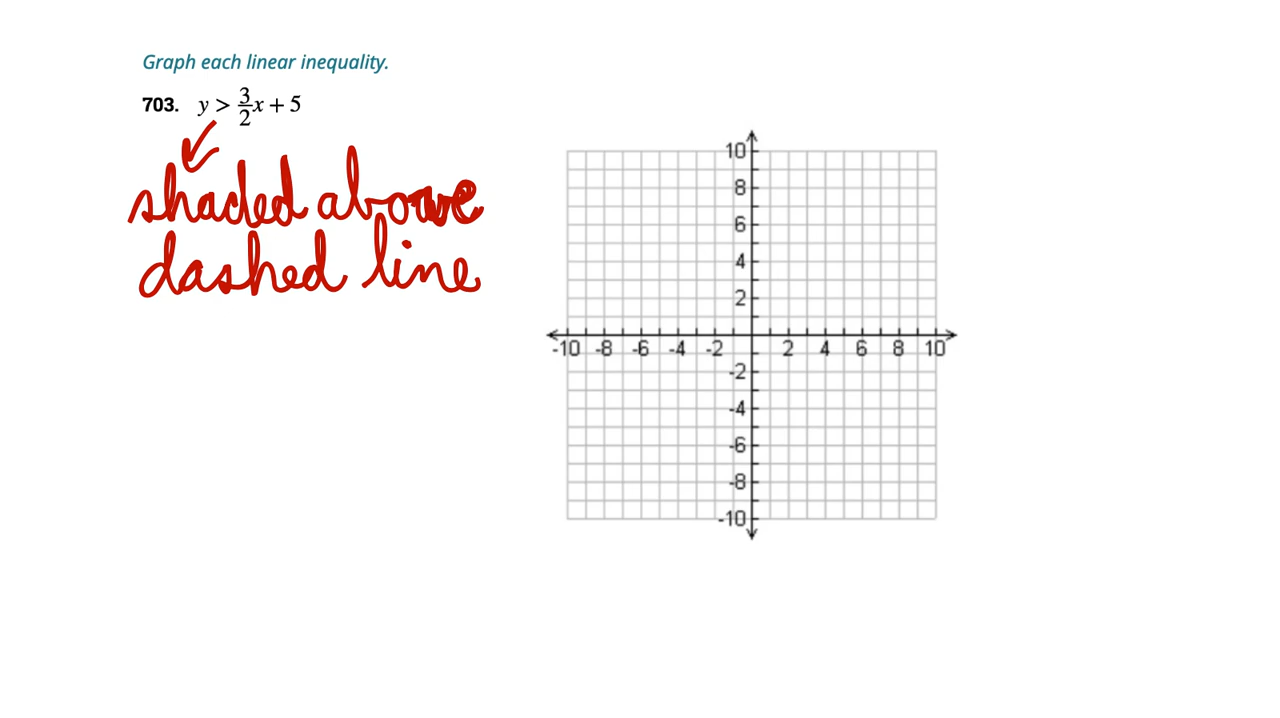 Graph each linear inequality.
703. y > 3/2 x + 5
shaded above
dashed line
10
8
6
4
2
-10 -8 -6 -4 -2 2 4 6 8 10
-2
-4
-6
-8
-10